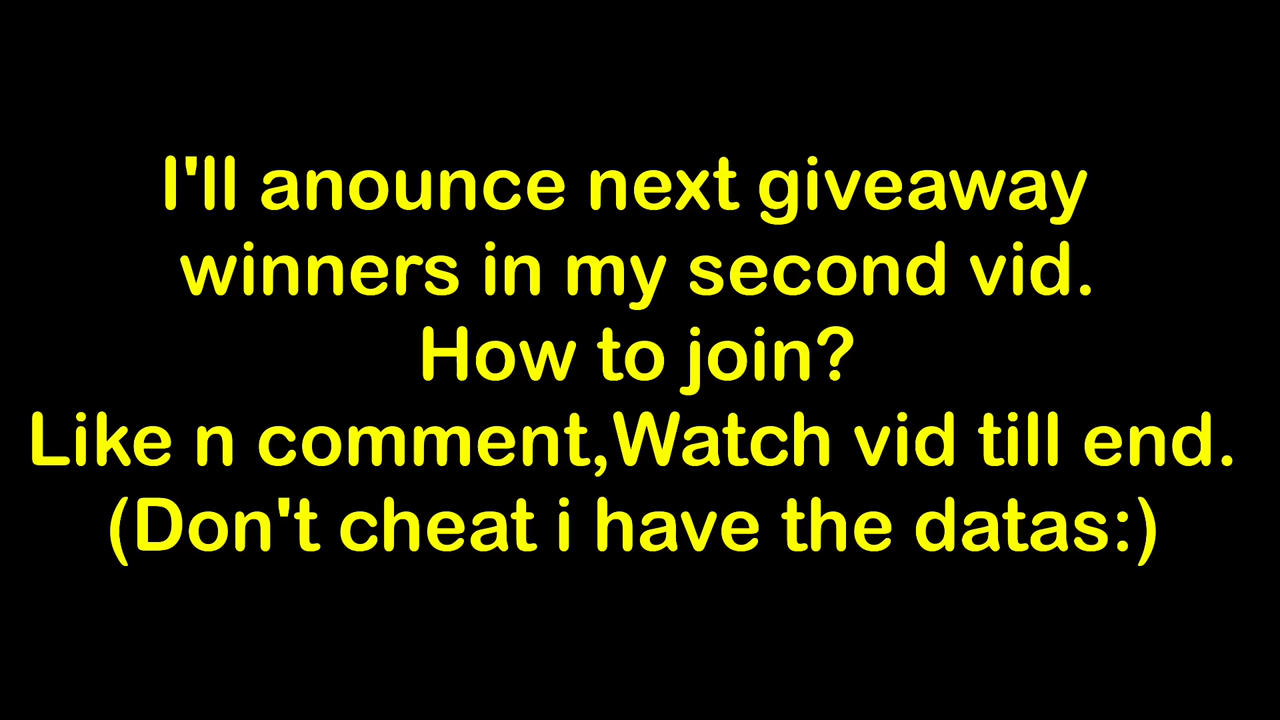 I'll anounce next giveaway
winners in my second vid.
How to join?
Like n comment,Watch vid till end.
(Don't cheat i have the datas:)